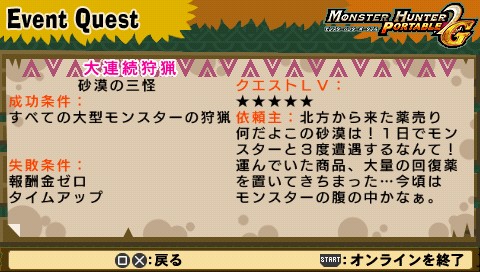 Event Quest
MONSTER HUNTER
PORTABLE 2nd G
大連続狩猟
砂漠の三怪
成功条件：
すべての大型モンスターの狩猟
失敗条件：
報酬金ゼロ
タイムアップ
クエストＬＶ：
★★★★★
依頼主：北方から来た薬売り
何だよこの砂漠は！１日でモン
スターと３度遭遇するなんて！
運んでいた商品、大量の回復薬
を置いてきちまった…今頃は
モンスターの腹の中かなぁ。
□×：戻る
START：オンラインを終了